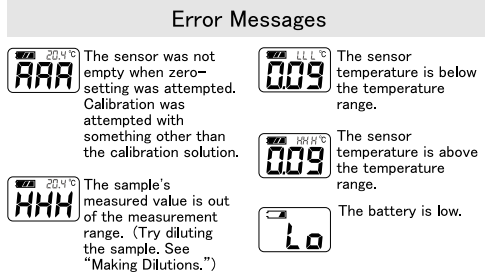 Error Messages
20.4℃
AAA
The sensor was not
empty when zero-
setting was attempted.
Calibration was
attempted with
something other than
the calibration solution.
20.4℃
HHH
The sample's
measured value is out
of the measurement
range. (Try diluting
the sample. See
"Making Dilutions.")
LLL℃
0.09
The sensor
temperature is below
the temperature
range.
HHH℃
0.09
The sensor
temperature is above
the temperature
range.
Lo
The battery is low.